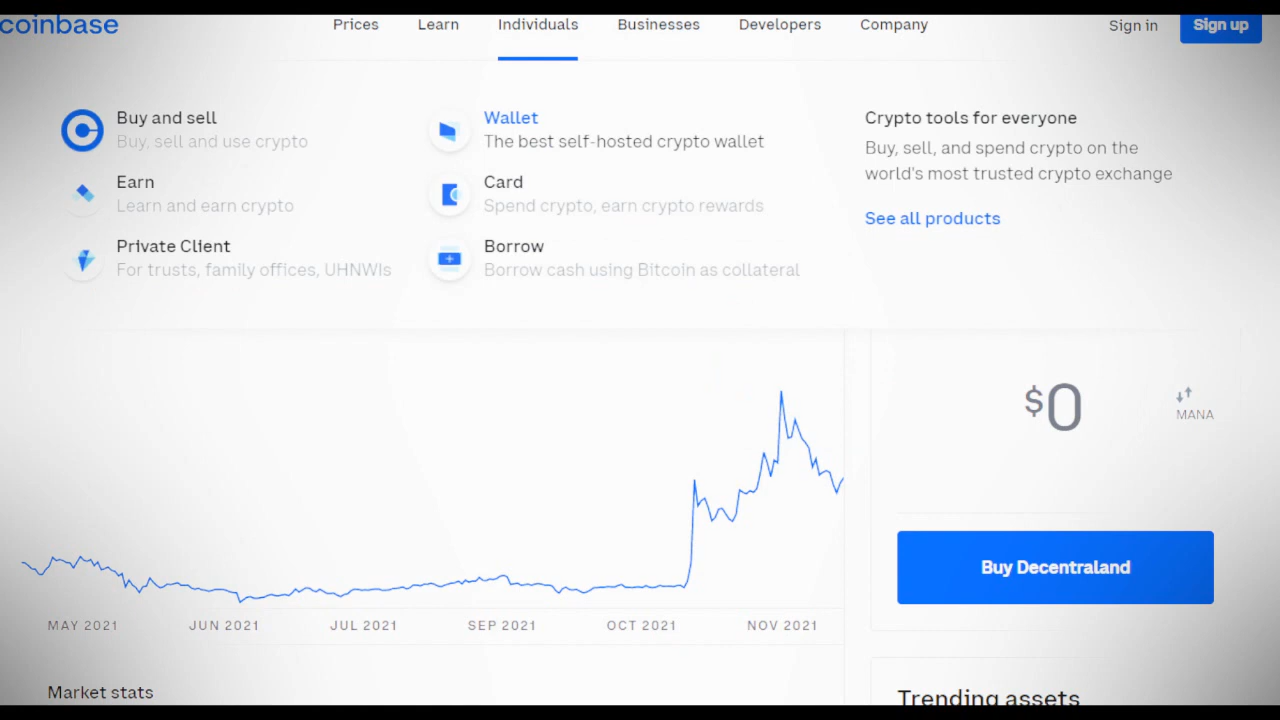 coinbase
Prices
Learn
Individuals
Businesses
Developers
Company
Sign in
Sign up
Buy and sell
Buy, sell and use crypto
Earn
Learn and earn crypto
Private Client
For trusts, family offices, UHNWIs
Wallet
The best self-hosted crypto wallet
Card
Spend crypto, earn crypto rewards
Borrow
Borrow cash using Bitcoin as collateral
Crypto tools for everyone
Buy, sell, and spend crypto on the
world's most trusted crypto exchange
See all products
$0
MANA
Buy Decentraland
MAY 2021
JUN 2021
JUL 2021
SEP 2021
OCT 2021
NOV 2021
Market stats
Trending assets